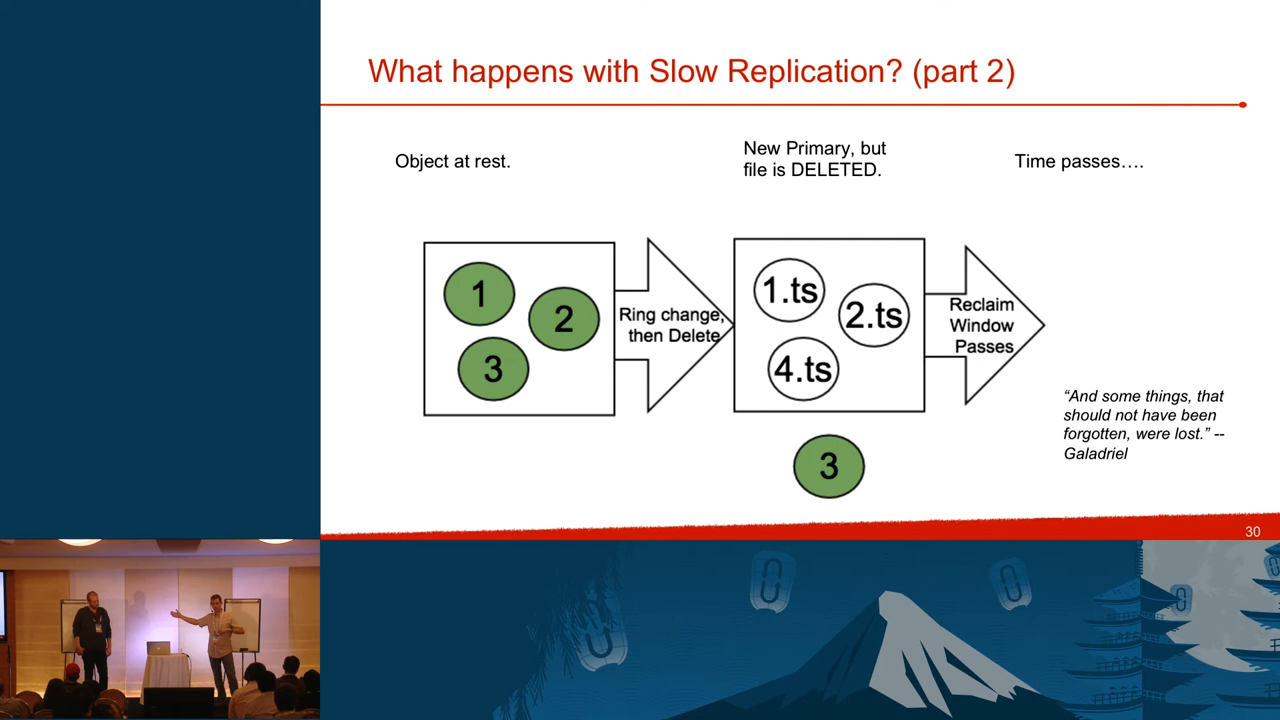 What happens with Slow Replication? (part 2)
Object at rest.
New Primary, but
file is DELETED.
Time passes….
1
2
3
Ring change,
then Delete
1.ts
2.ts
4.ts
Reclaim
Window
Passes
3
“And some things, that
should not have been
forgotten, were lost.” --
Galadriel
30